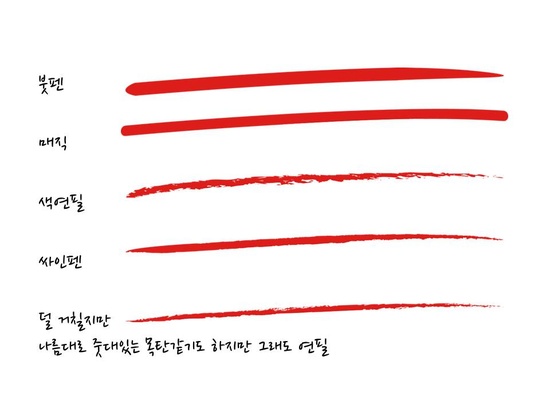 붓펜
매직
색연필
싸인펜
덜 거칠지만
나름대로 줏대있는 목탄같기도 하지만 그래도 연필